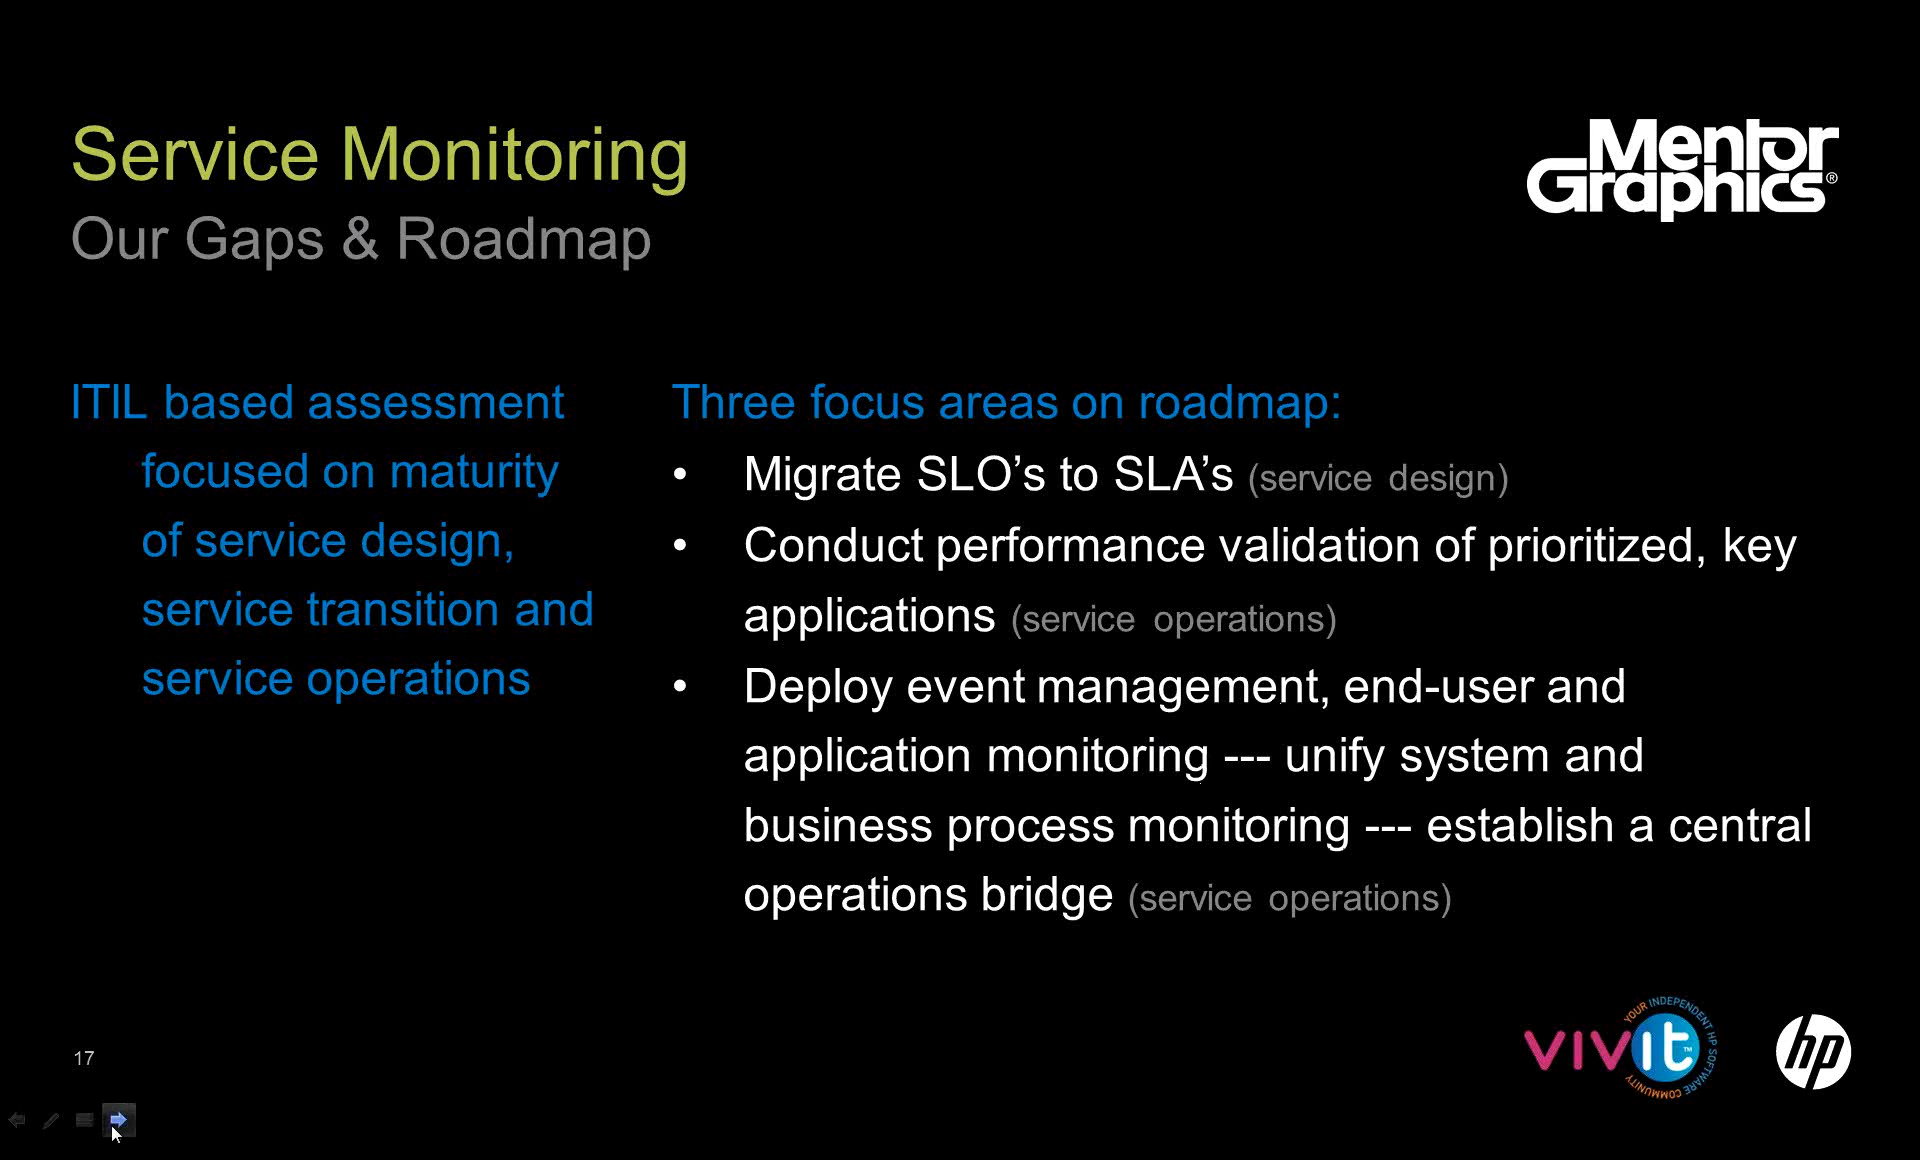 Service Monitoring
Our Gaps & Roadmap
Mentor
Graphics®
ITIL based assessment
focused on maturity
of service design,
service transition and
service operations
Three focus areas on roadmap:
• Migrate SLO’s to SLA’s (service design)
• Conduct performance validation of prioritized, key
applications (service operations)
• Deploy event management, end-user and
application monitoring --- unify system and
business process monitoring --- establish a central
operations bridge (service operations)
17
vivit™
YOUR INDEPENDENT HP SOFTWARE COMMUNITY
hp